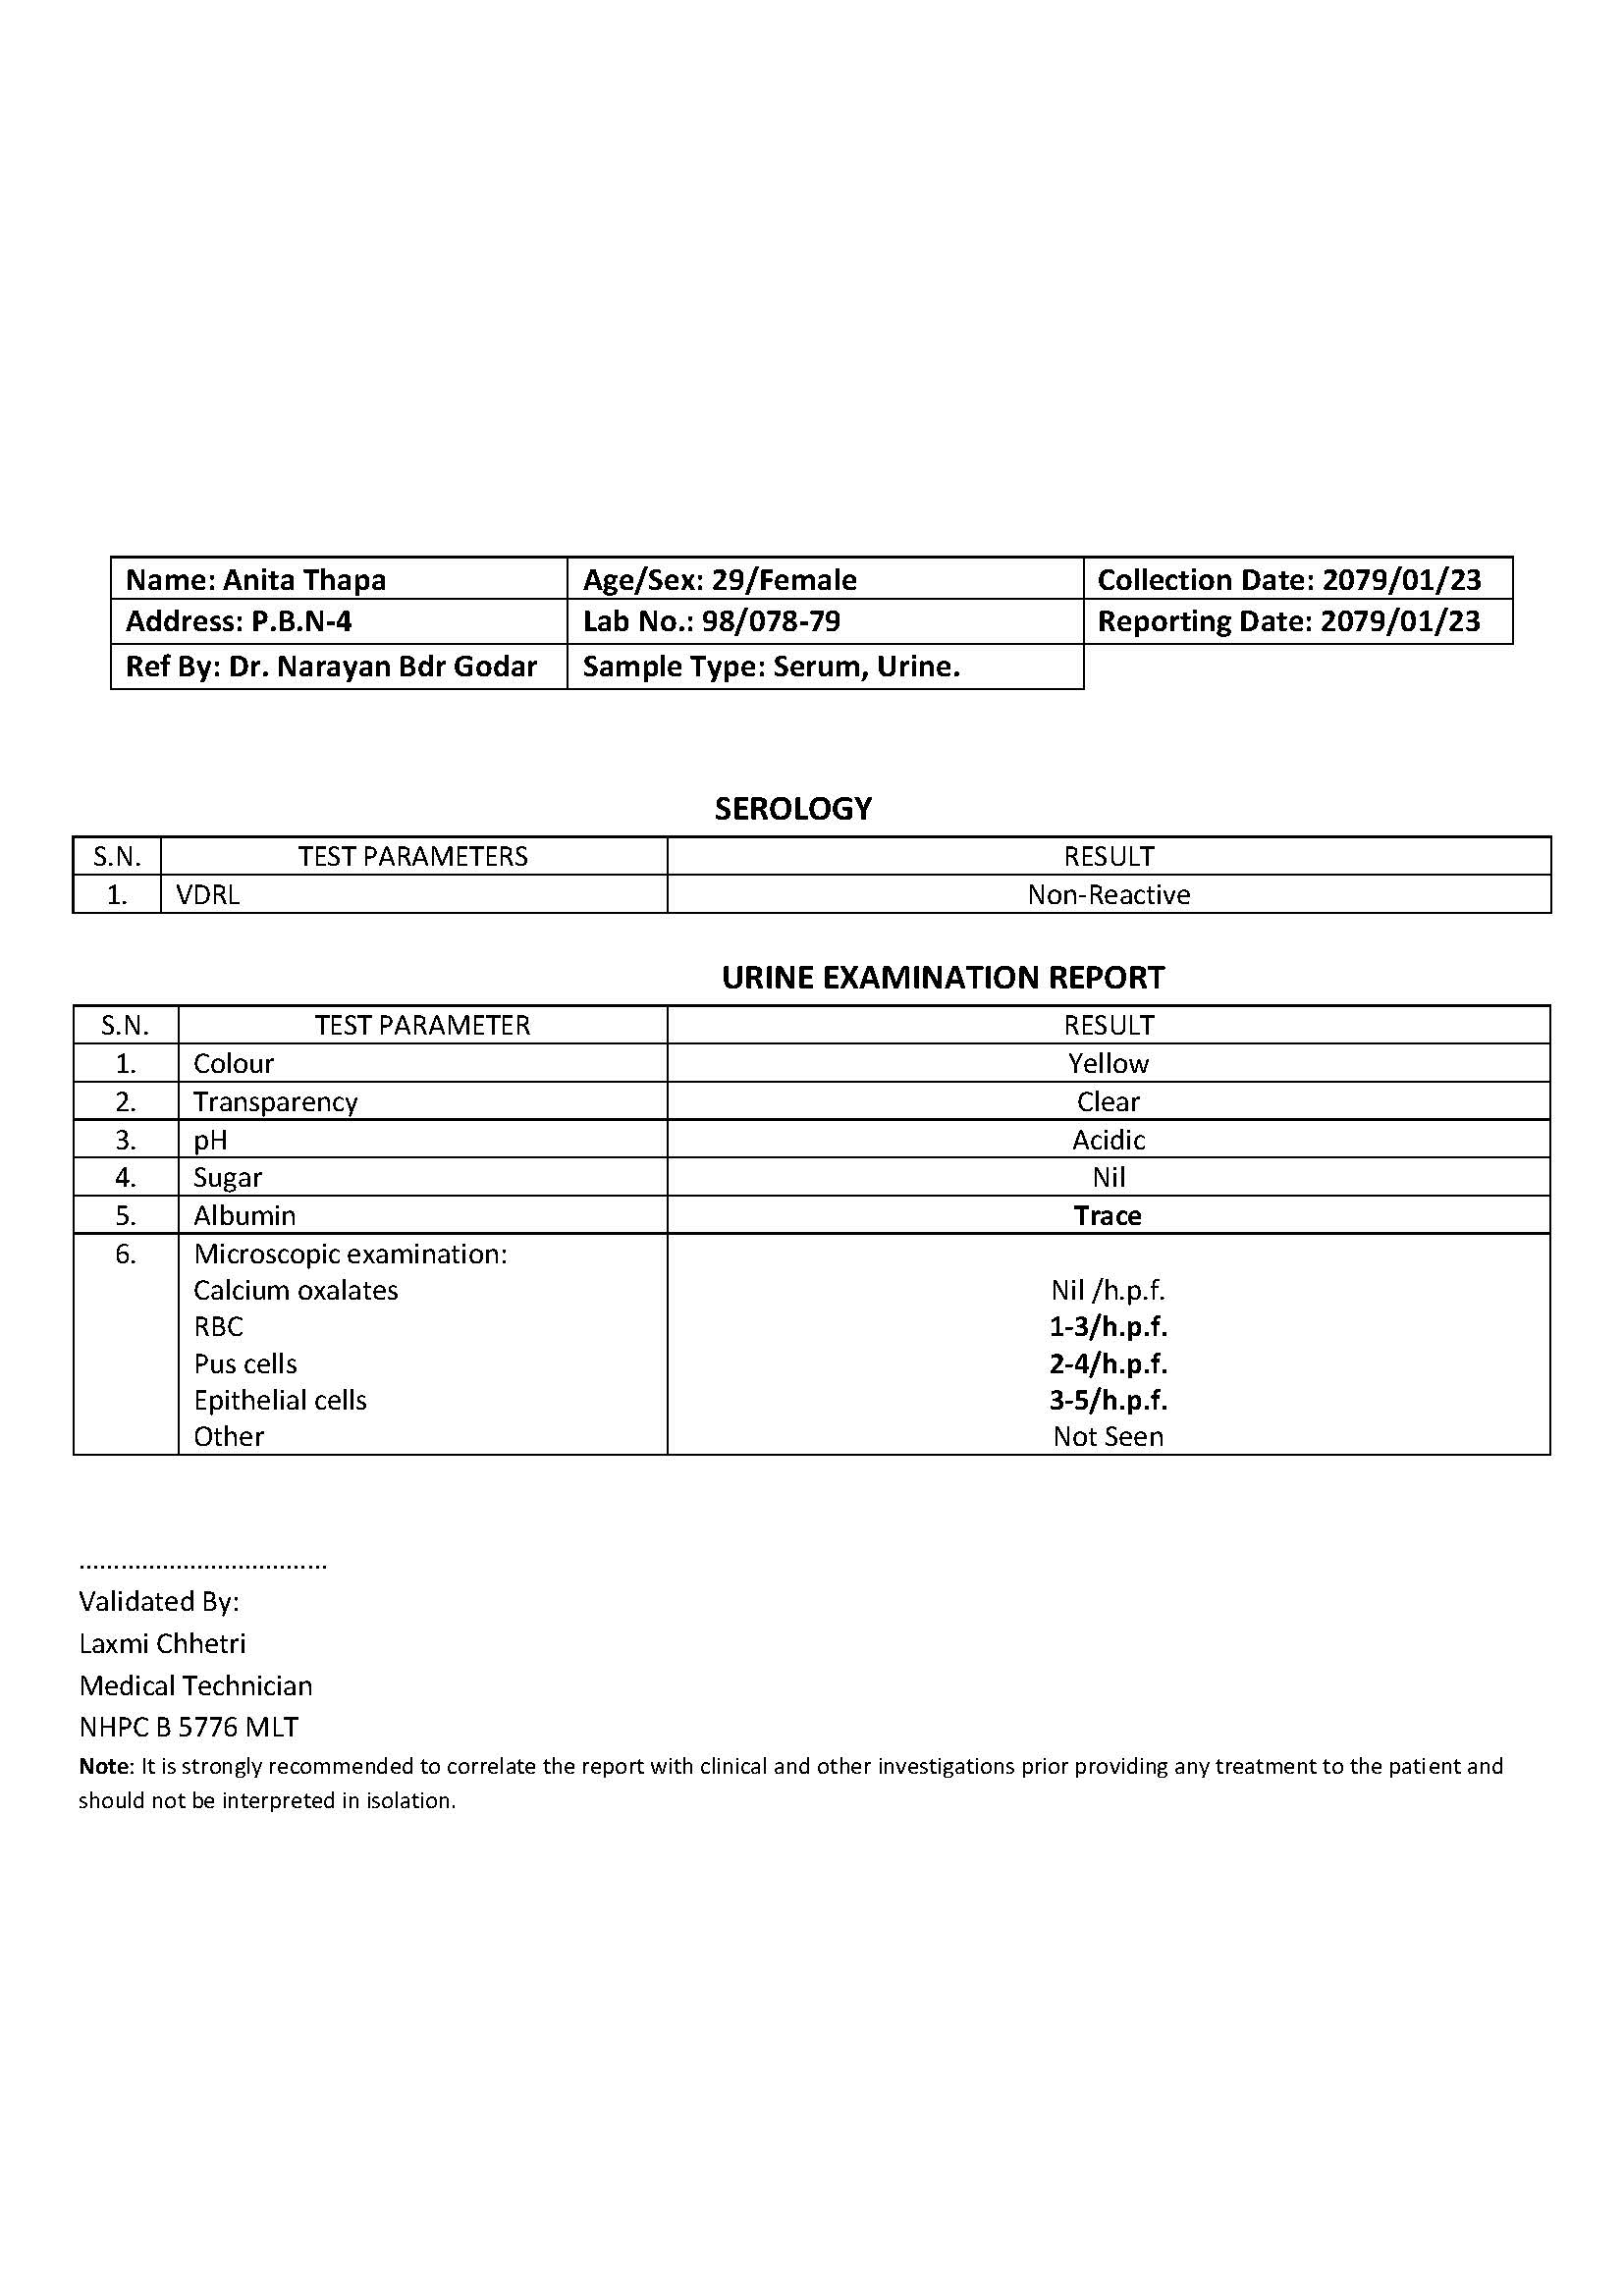 Name: Anita Thapa Age/Sex: 29/Female Collection Date: 2079/01/23
Address: P.B.N-4 Lab No.: 98/078-79 Reporting Date: 2079/01/23
Ref By: Dr. Narayan Bdr Godar Sample Type: Serum, Urine.
SEROLOGY
S.N. TEST PARAMETERS RESULT
1. VDRL Non-Reactive
URINE EXAMINATION REPORT
S.N. TEST PARAMETER RESULT
1. Colour Yellow
2. Transparency Clear
3. pH Acidic
4. Sugar Nil
5. Albumin Trace
6. Microscopic examination:
Calcium oxalates Nil /h.p.f.
RBC 1-3/h.p.f.
Pus cells 2-4/h.p.f.
Epithelial cells 3-5/h.p.f.
Other Not Seen
....................................
Validated By:
Laxmi Chhetri
Medical Technician
NHPC B 5776 MLT
Note: It is strongly recommended to correlate the report with clinical and other investigations prior providing any treatment to the patient and
should not be interpreted in isolation.